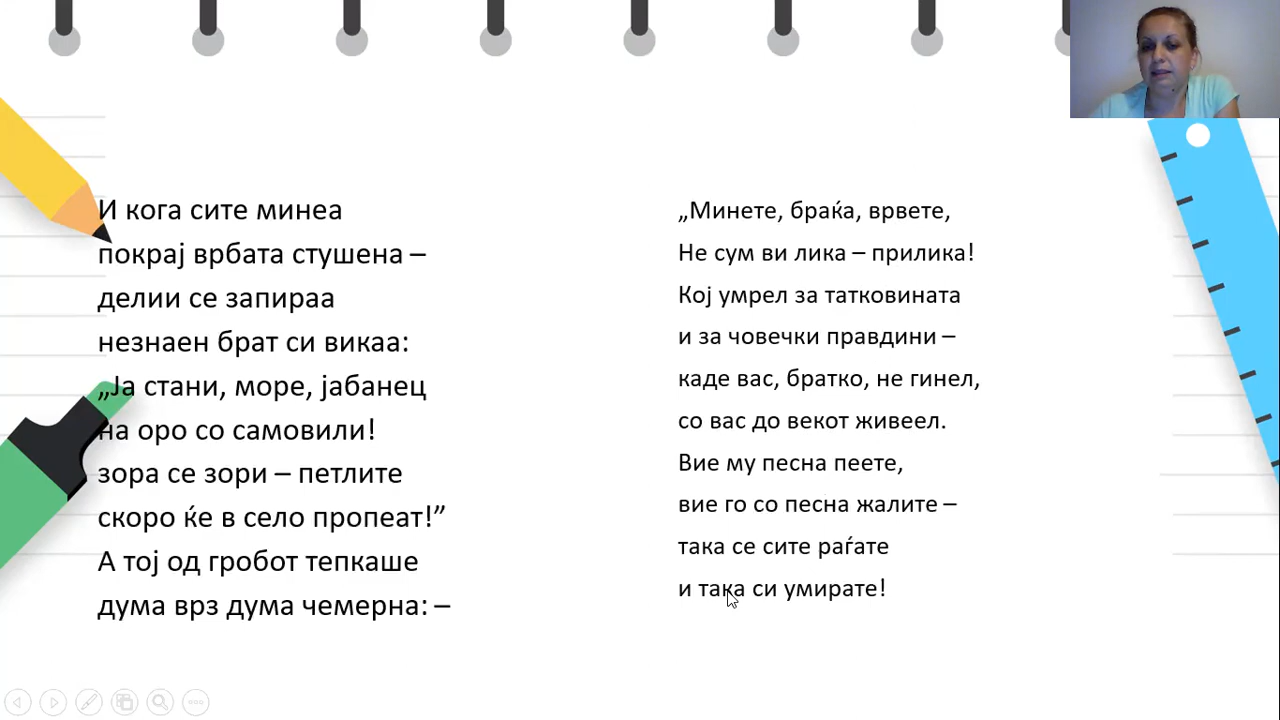 И кога сите минеа
покрај врбата стушена –
делии се запираа
незнаен брат си викаа:
„Ја стани, море, јабанец
на оро со самовили!
зора се зори – петлите
скоро ќе в село пропеат!”
А тој од гробот тепкаше
дума врз дума чемерна: –
„Минете, браќа, врвете,
Не сум ви лика – прилика!
Кој умрел за татковината
и за човечки правдини –
каде вас, братко, не гинел,
со вас до векот живеел.
Вие му песна пеете,
вие го со песна жалите –
така се сите раѓате
и така си умирате!